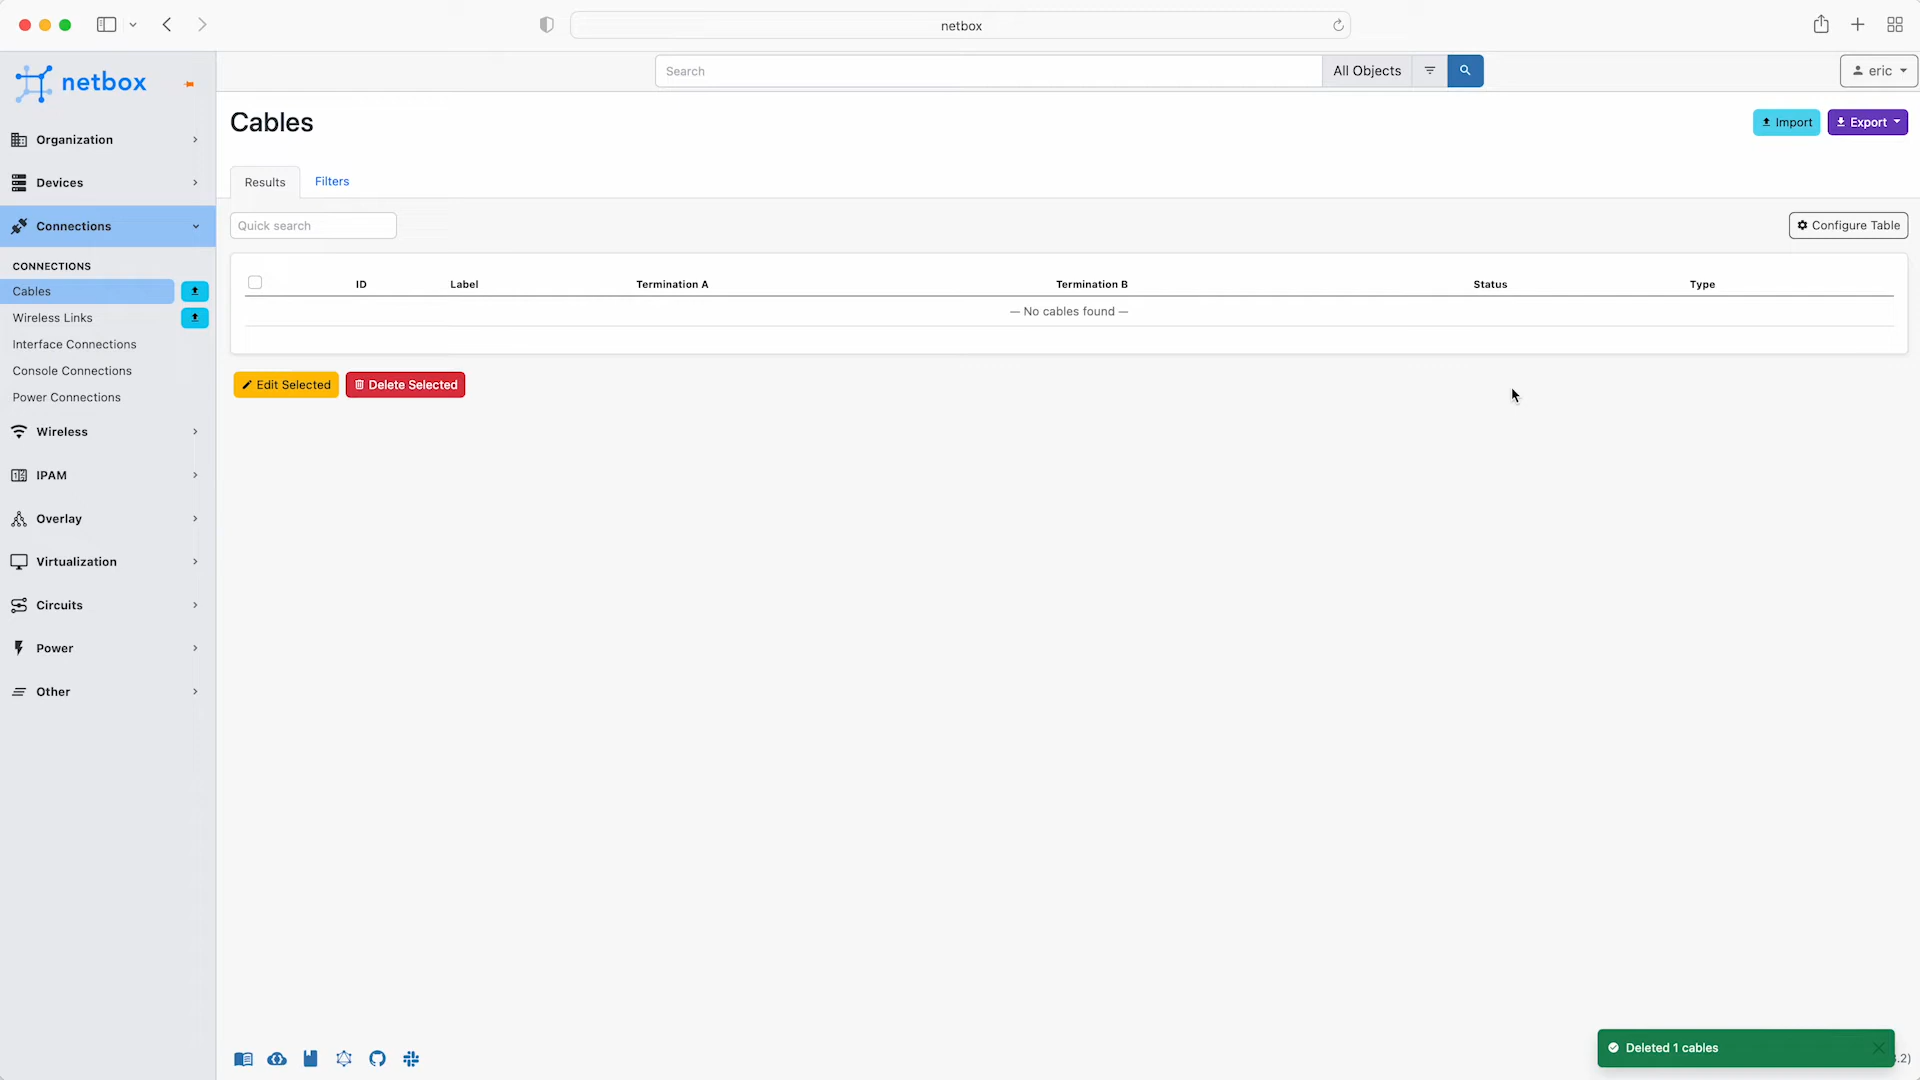 netbox
netbox
Search
All Objects
eric
Organization
Devices
Connections
CONNECTIONS
Cables
Wireless Links
Interface Connections
Console Connections
Power Connections
Wireless
IPAM
Overlay
Virtualization
Circuits
Power
Other
Cables
Import
Export
Results
Filters
Quick search
Configure Table
ID Label Termination A Termination B Status Type
— No cables found —
Edit Selected
Delete Selected
Deleted 1 cables
.2)